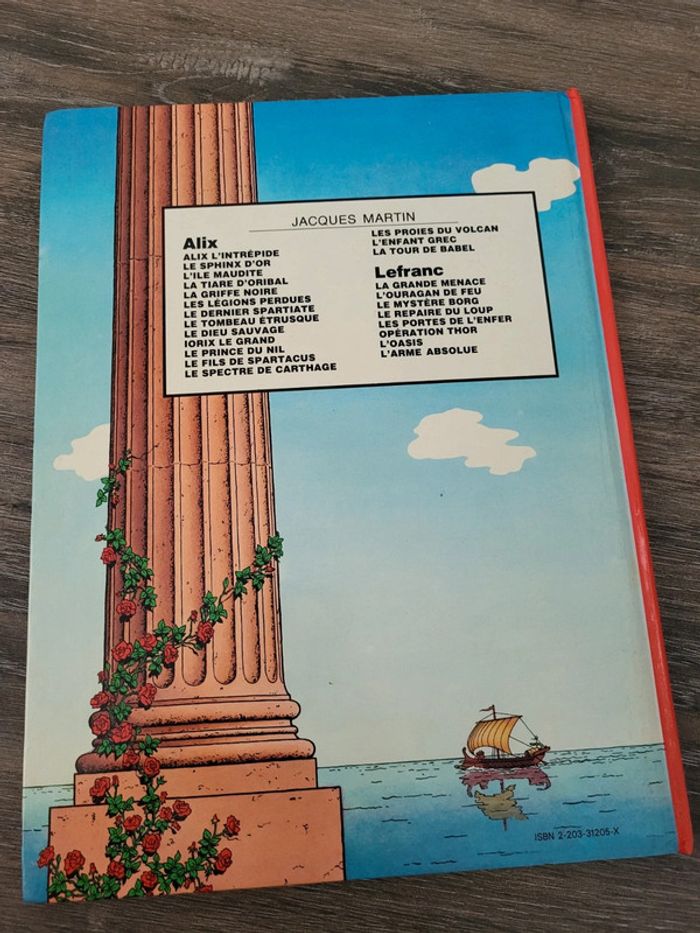 JACQUES MARTIN
Alix
ALIX L'INTRÉPIDE
LE SPHINX D'OR
L'ILE MAUDITE
LA TIARE D'ORIBAL
LA GRIFFE NOIRE
LES LÉGIONS PERDUES
LE DERNIER SPARTIATE
LE TOMBEAU ÉTRUSQUE
LE DIEU SAUVAGE
IORIX LE GRAND
LE PRINCE DU NIL
LE FILS DE SPARTACUS
LE SPECTRE DE CARTHAGE
LES PROIES DU VOLCAN
L'ENFANT GREC
LA TOUR DE BABEL
Lefranc
LA GRANDE MENACE
L'OURAGAN DE FEU
LE MYSTÈRE BORG
LE REPAIRE DU LOUP
LES PORTES DE L'ENFER
OPÉRATION THOR
L'OASIS
L'ARME ABSOLUE
ISBN 2-203-31205-X